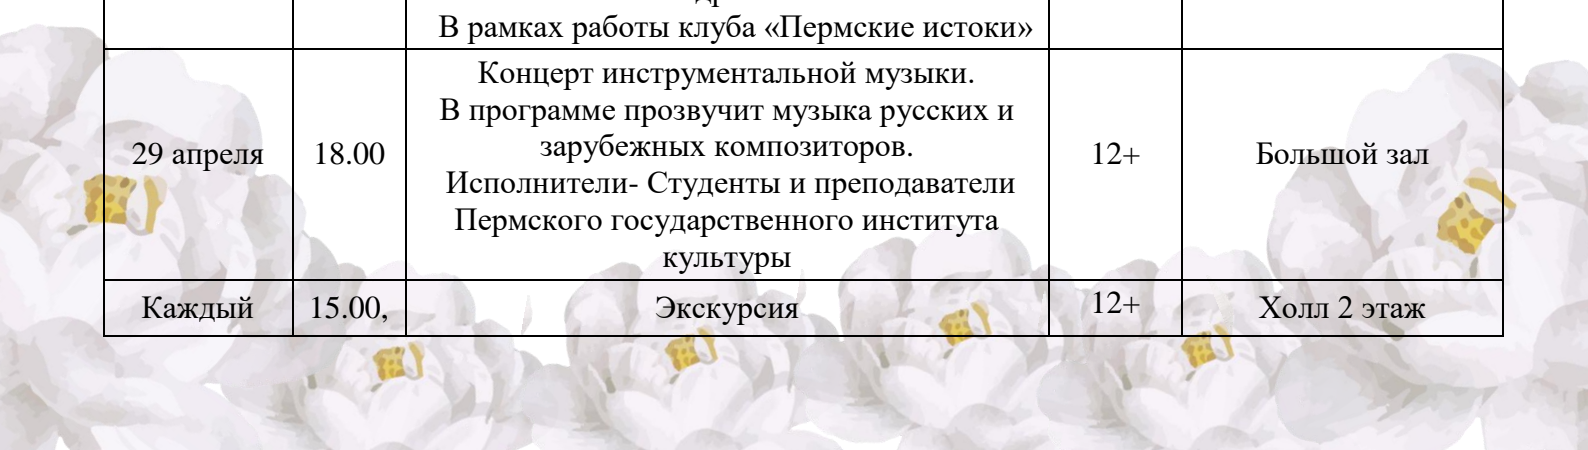 В рамках работы клуба «Пермские истоки»
Концерт инструментальной музыки.
В программе прозвучит музыка русских и
зарубежных композиторов.
29 апреля 18.00 12+ Большой зал
Исполнители- Студенты и преподаватели
Пермского государственного института
культуры
Каждый 15.00, Экскурсия 12+ Холл 2 этаж